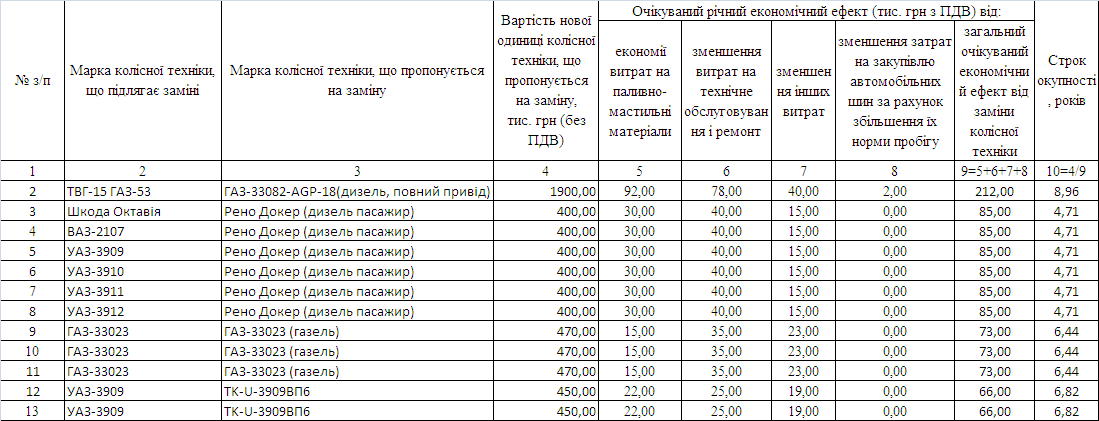 № з/п
Марка колісної техніки,
що підлягає заміні
Марка колісної техніки, що пропонується
на заміну
Вартість нової
одиниці колісної
техніки, що
пропонується
на заміну,
тис. грн (без
ПДВ)
Очікуваний річний економічний ефект (тис. грн з ПДВ) від:
економії
витрат на
паливно-
мастильні
матеріали
зменшення
витрат на
технічне
обслуговуван
ня і ремонт
зменшен
ня інших
витрат
зменшення затрат
на закупівлю
автомобільних
шин за рахунок
збільшення їх
норми пробігу
загальний
очікуваний
економічни
й ефект від
заміни
колісної
техніки
Строк
окупності
, років
1 2 3 4 5 6 7 8 9=5+6+7+8 10=4/9
2 ТВГ-15 ГАЗ-53 ГАЗ-33082-AGP-18(дизель, повний привід) 1900,00 92,00 78,00 40,00 2,00 212,00 8,96
3 Шкода Октавія Рено Докер (дизель пасажир) 400,00 30,00 40,00 15,00 0,00 85,00 4,71
4 ВАЗ-2107 Рено Докер (дизель пасажир) 400,00 30,00 40,00 15,00 0,00 85,00 4,71
5 УАЗ-3909 Рено Докер (дизель пасажир) 400,00 30,00 40,00 15,00 0,00 85,00 4,71
6 УАЗ-3910 Рено Докер (дизель пасажир) 400,00 30,00 40,00 15,00 0,00 85,00 4,71
7 УАЗ-3911 Рено Докер (дизель пасажир) 400,00 30,00 40,00 15,00 0,00 85,00 4,71
8 УАЗ-3912 Рено Докер (дизель пасажир) 400,00 30,00 40,00 15,00 0,00 85,00 4,71
9 ГАЗ-33023 ГАЗ-33023 (газель) 470,00 15,00 35,00 23,00 0,00 73,00 6,44
10 ГАЗ-33023 ГАЗ-33023 (газель) 470,00 15,00 35,00 23,00 0,00 73,00 6,44
11 ГАЗ-33023 ГАЗ-33023 (газель) 470,00 15,00 35,00 23,00 0,00 73,00 6,44
12 УАЗ-3909 ТК-U-3909ВП6 450,00 22,00 25,00 19,00 0,00 66,00 6,82
13 УАЗ-3909 ТК-U-3909ВП6 450,00 22,00 25,00 19,00 0,00 66,00 6,82